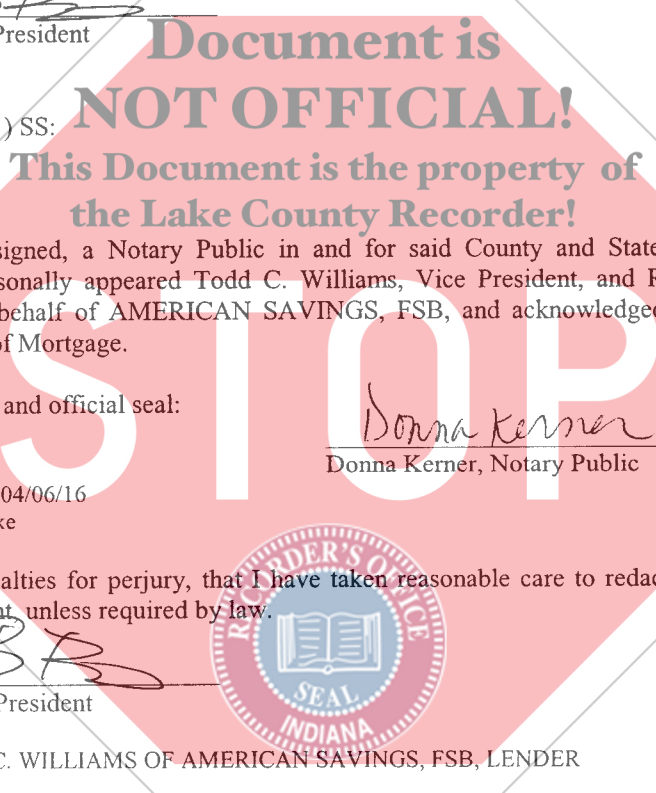 President
Document is
NOT OFFICIAL!
) SS:
This Document is the property of
the Lake County Recorder!
signed, a Notary Public in and for said County and State
sonally appeared Todd C. Williams, Vice President, and R
behalf of AMERICAN SAVINGS, FSB, and acknowledged
of Mortgage.
STOP
and official seal:
Donna Kerner
Donna Kerner, Notary Public
04/06/16
ke
alties for perjury, that I have taken reasonable care to redac
nt, unless required by law.
RECORDER'S OFFICE
SEAL
INDIANA
President
C. WILLIAMS OF AMERICAN SAVINGS, FSB, LENDER